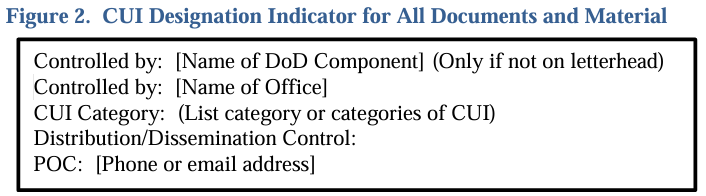 Figure 2.  CUI Designation Indicator for All Documents and Material
Controlled by:  [Name of DoD Component] (Only if not on letterhead)
Controlled by:  [Name of Office]
CUI Category:  (List category or categories of CUI)
Distribution/Dissemination Control:
POC:  [Phone or email address]